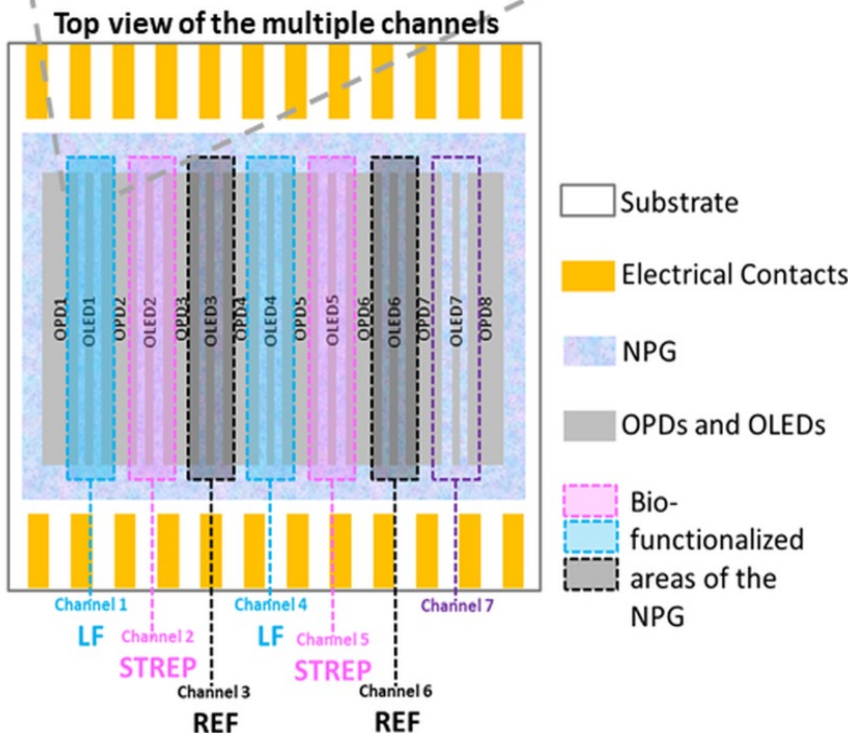 Top view of the multiple channels
OPD1
OLED1
OPD2
OLED2
OPD3
OLED3
OPD4
OLED4
OPD5
OLED5
OPD6
OLED6
OPD7
OLED7
OPD8
Substrate
Electrical Contacts
NPG
OPDs and OLEDs
Bio-
functionalized
areas of the
NPG
Channel 1
LF
Channel 2
STREP
Channel 3
REF
Channel 4
LF
Channel 5
STREP
Channel 6
REF
Channel 7